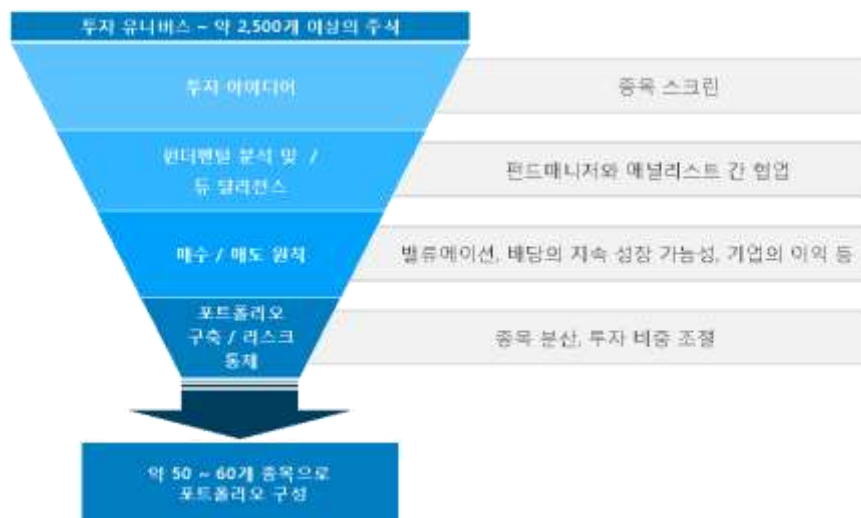 투자 유니버스 – 약 2,500개 이상의 주식
투자 아이디어
종목 스크린
펀더멘털 분석 및 /
듀 딜리전스
펀드매니저와 애널리스트 간 협업
매수 / 매도 원칙
밸류에이션, 배당의 지속 성장 가능성, 기업의 이익 등
포트폴리오
구축 / 리스크
통제
종목 분산, 투자 비중 조절
약 50 ~ 60개 종목으로
포트폴리오 구성